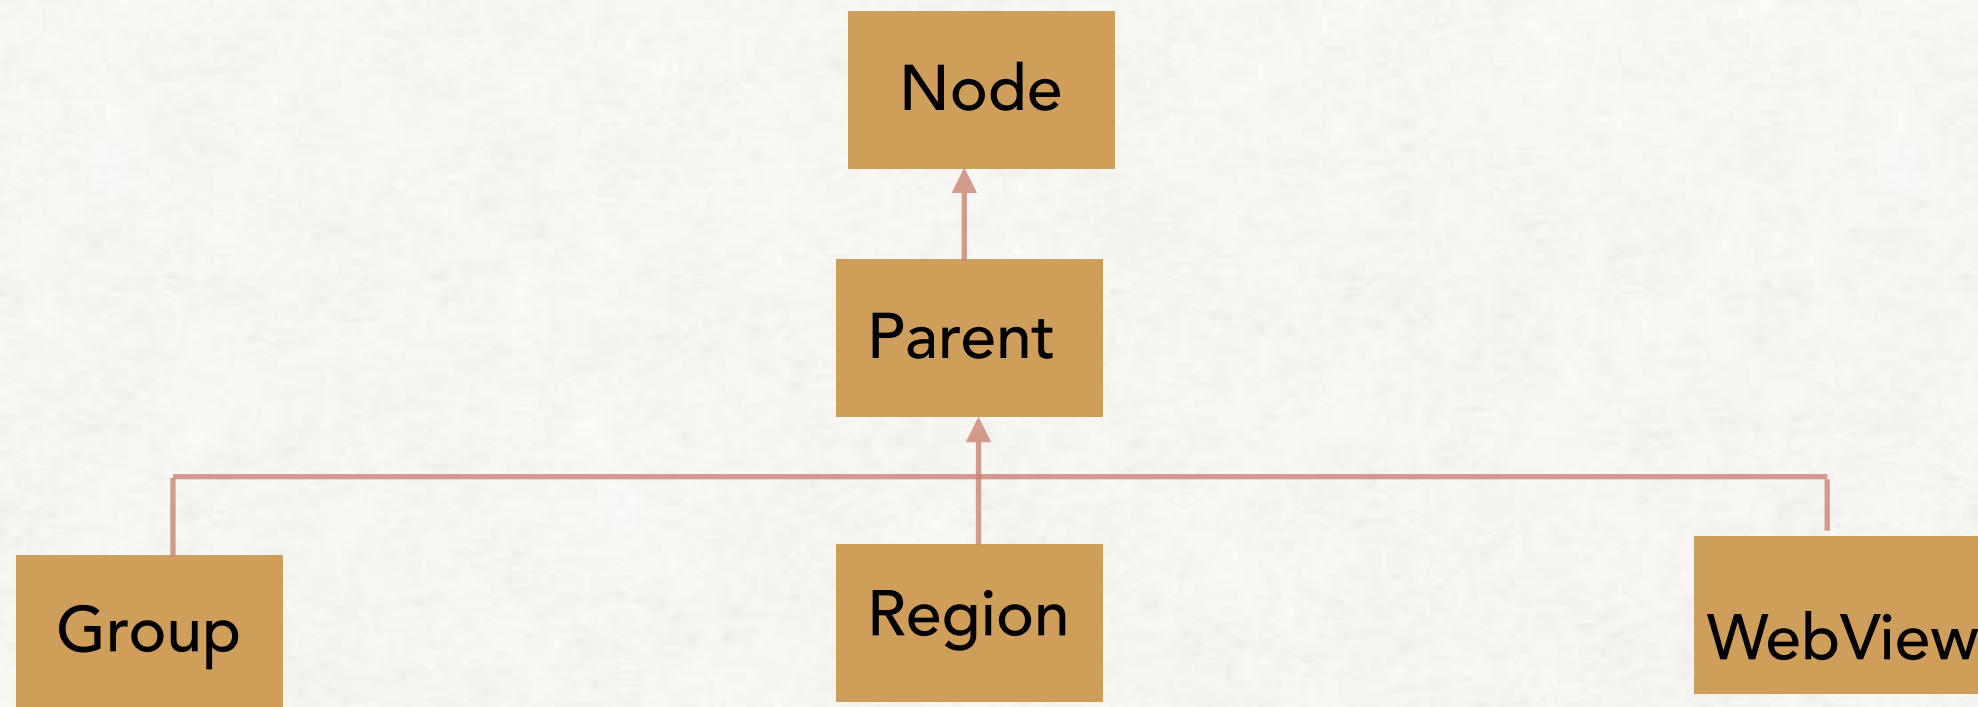 Node
Parent
Group
Region
WebView